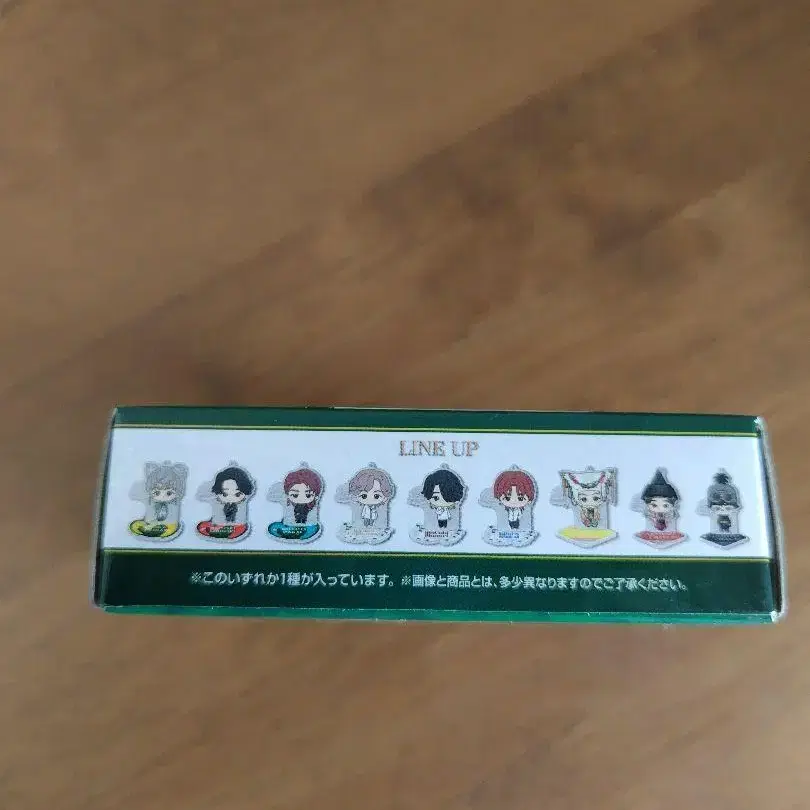 LINE UP
※このいずれか1種が入っています。※画像と商品とは、多少異なりますのでご了承ください。